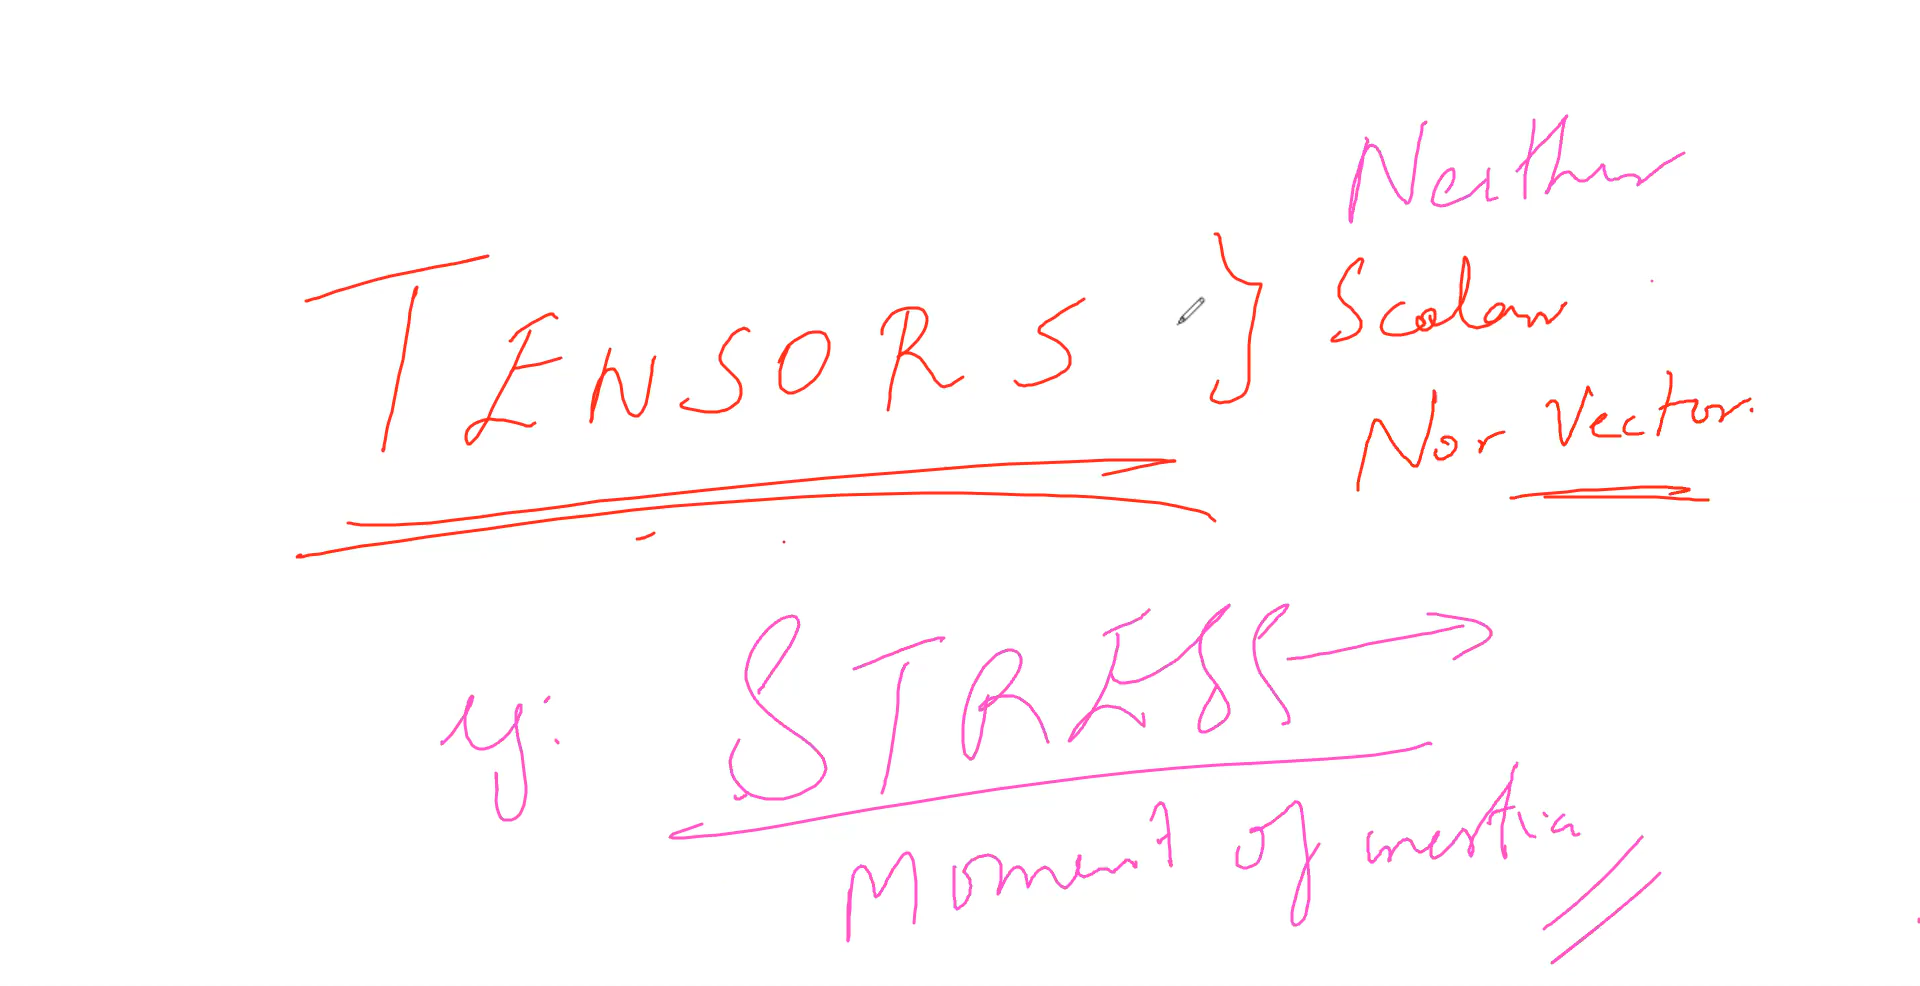 Neither
TENSORS } Scalar
Nor Vector.
eg: STRESS →
Moment of inertia